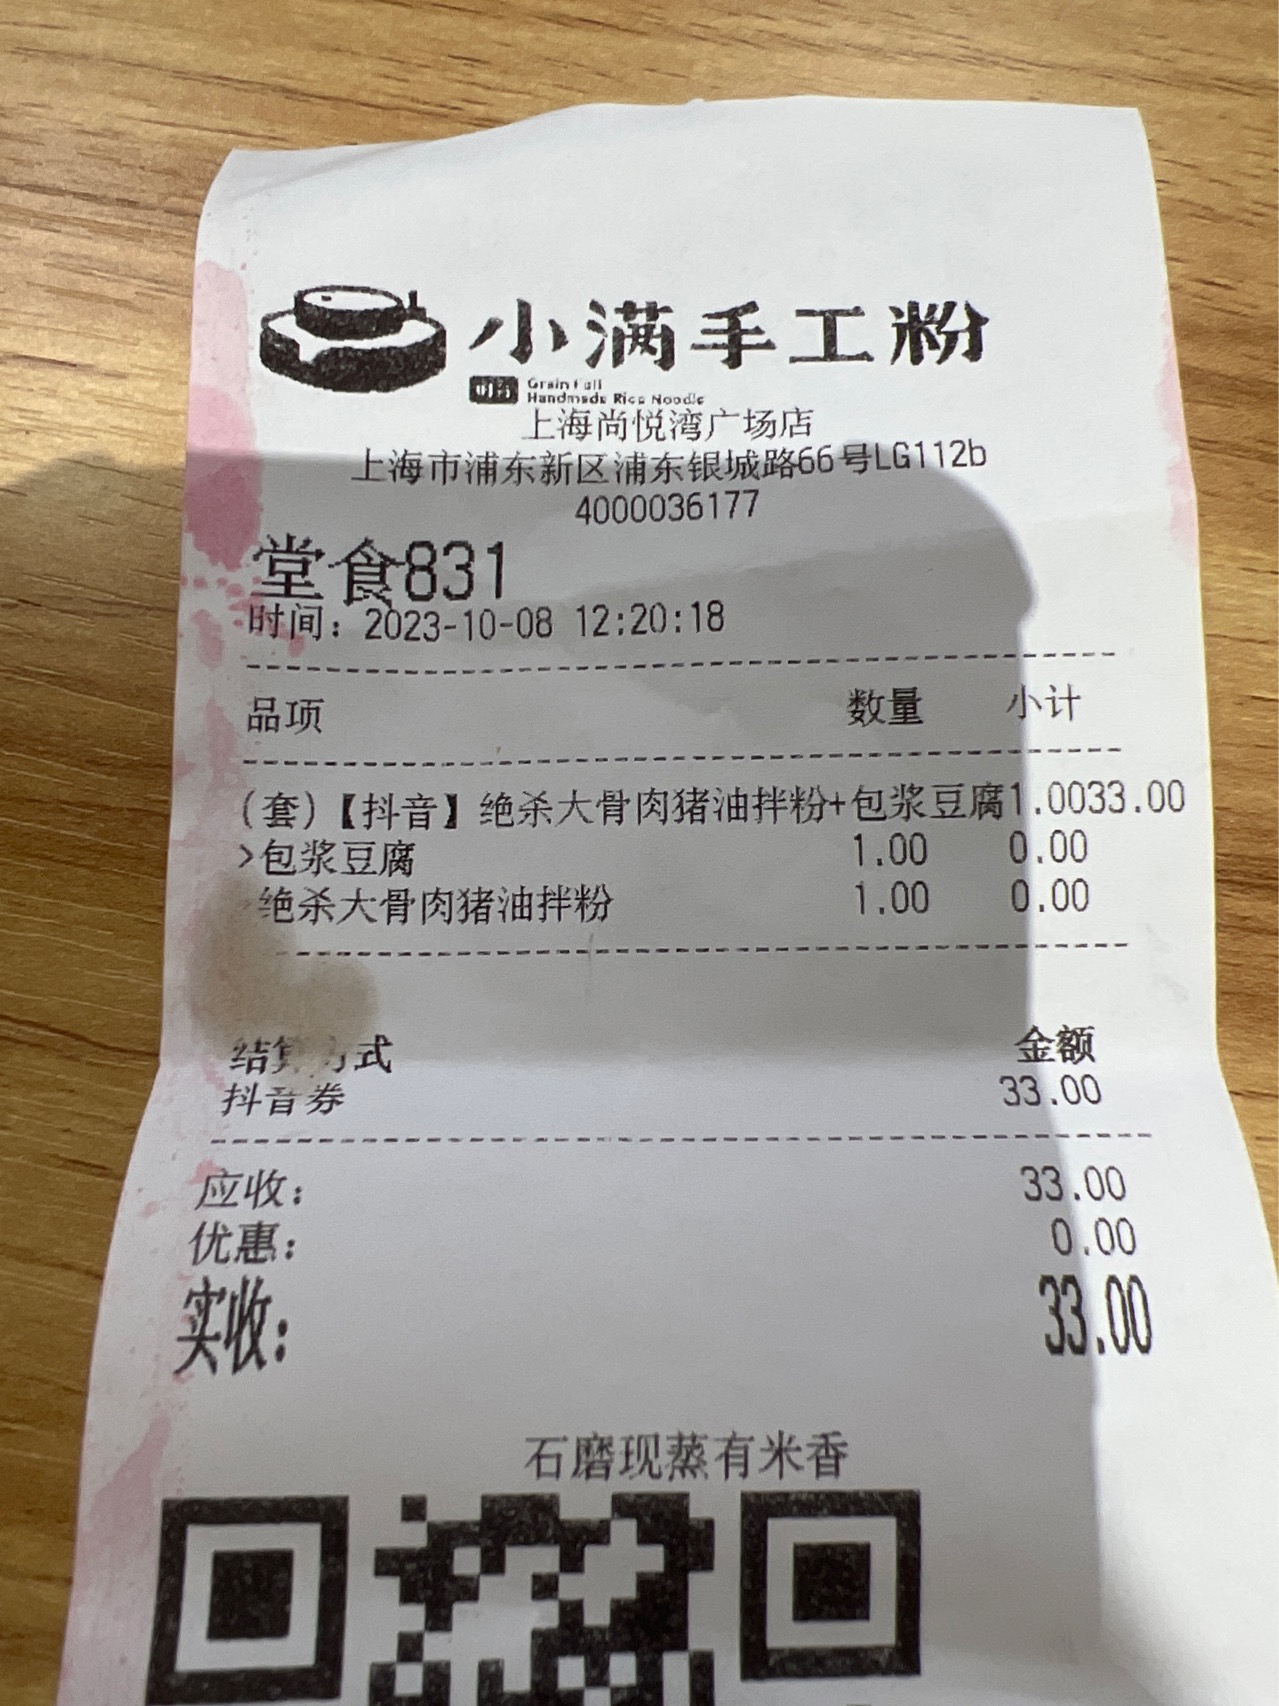 小满手工粉
Grain Full
Handmade Rice Noodle
上海尚悦湾广场店
上海市浦东新区浦东银城路66号LG112b
4000036177
堂食831
时间：2023-10-08 12:20:18
品项 数量 小计
(套)【抖音】绝杀大骨肉猪油拌粉+包浆豆腐1.0033.00
>包浆豆腐 1.00 0.00
绝杀大骨肉猪油拌粉 1.00 0.00
结算方式 金额
抖音券 33.00
应收： 33.00
优惠： 0.00
实收： 33.00
石磨现蒸有米香